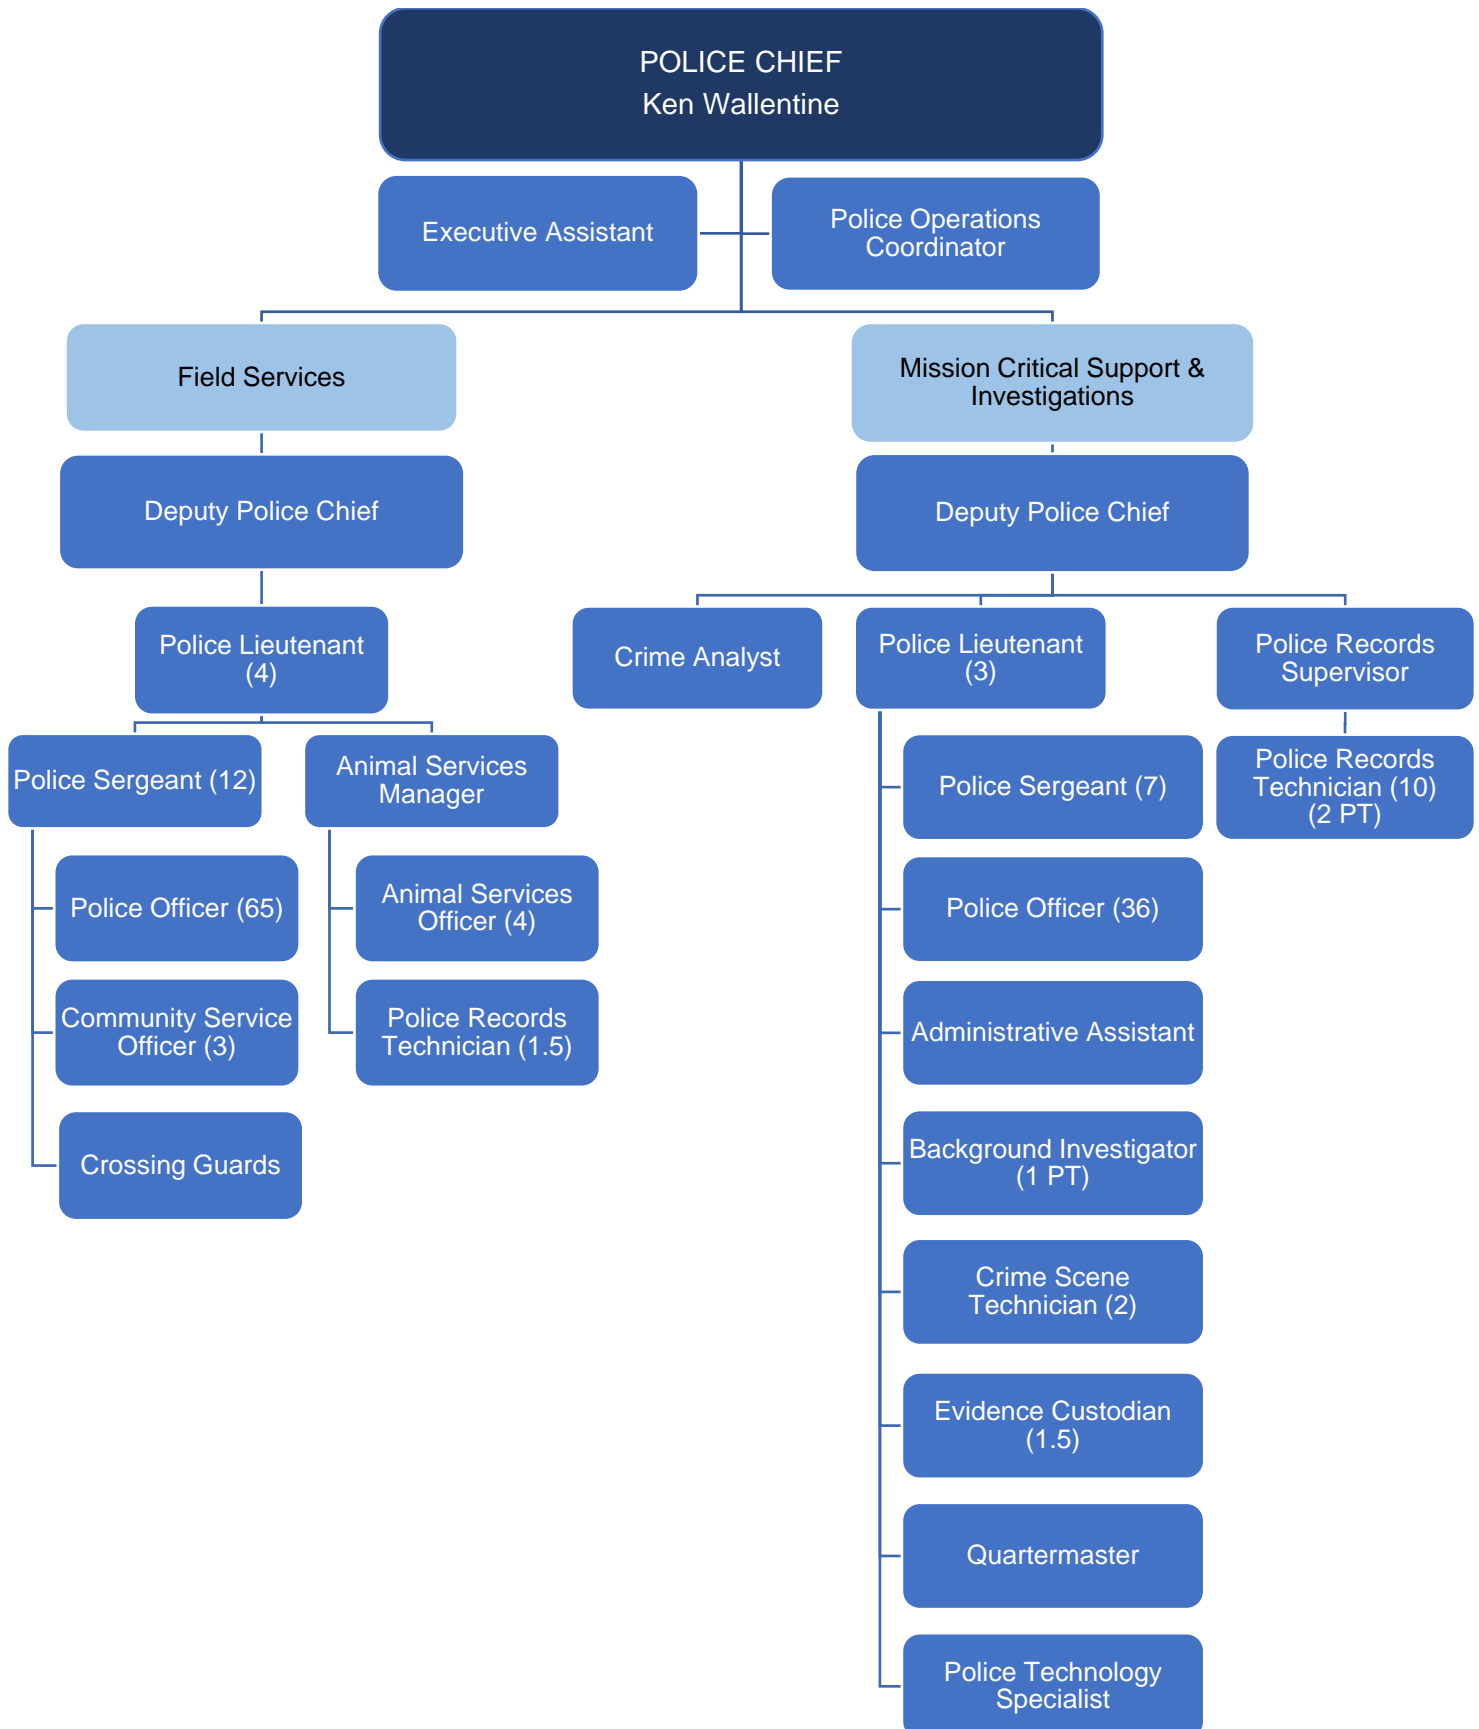 POLICE CHIEF
Ken Wallentine
Executive Assistant
Police Operations
Coordinator
Field Services
Mission Critical Support &
Investigations
Deputy Police Chief
Deputy Police Chief
Police Lieutenant
(4)
Crime Analyst
Police Lieutenant
(3)
Police Records
Supervisor
Police Sergeant (12)
Animal Services
Manager
Police Sergeant (7)
Police Records
Technician (10)
(2 PT)
Police Officer (65)
Animal Services
Officer (4)
Police Officer (36)
Community Service
Officer (3)
Police Records
Technician (1.5)
Administrative Assistant
Crossing Guards
Background Investigator
(1 PT)
Crime Scene
Technician (2)
Evidence Custodian
(1.5)
Quartermaster
Police Technology
Specialist